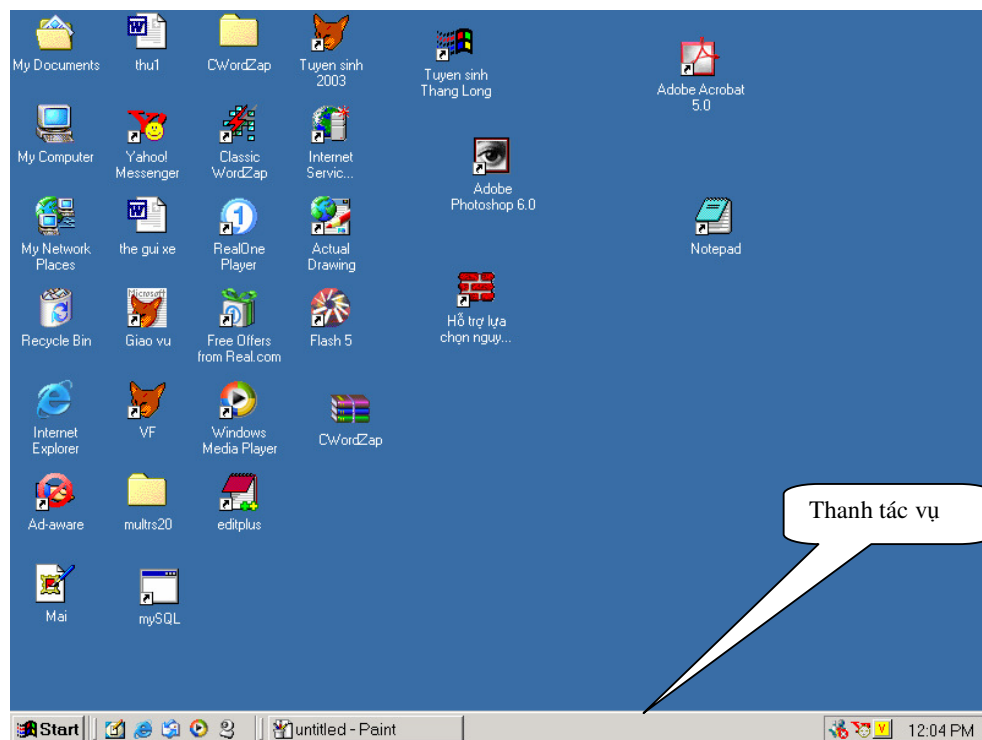 My Documents
thu1
CWordZap
Tuyen sinh
2003
Tuyen sinh
Thang Long
Adobe Acrobat
5.0
My Computer
Yahoo!
Messenger
Classic
WordZap
Internet
Servic...
Adobe
Photoshop 6.0
My Network
Places
the gui xe
RealOne
Player
Actual
Drawing
Notepad
Recycle Bin
Microsoft
Giao vu
Free Offers
from Real.com
Flash 5
Hỗ trợ lựa
chọn nguy...
Internet
Explorer
VF
Windows
Media Player
CWordZap
Ad-aware
multrs20
editplus
Thanh tác vụ
Mai
mySQL
Start
untitled - Paint
12:04 PM